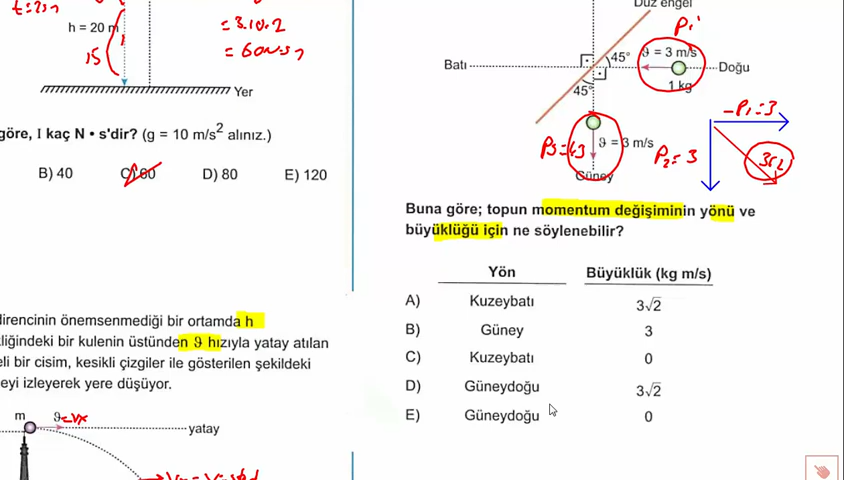 h = 20 m
15
= 3.10.2
= 60 N.s
Yer
göre, I kaç N • s'dir? (g = 10 m/s² alınız.)
B) 40
C) 60
D) 80
E) 120
direncinin önemsenmediği bir ortamda h
liğindeki bir kulenin üstünden ϑ hızıyla yatay atılan
eli bir cisim, kesikli çizgiler ile gösterilen şekildeki
eyi izleyerek yere düşüyor.
m
ϑ=Vx
yatay
Düz engel
P₁
Batı
45°
ϑ = 3 m/s
Doğu
1 kg
45°
ϑ = 3 m/s
Güney
-P₁=3
P₂=3
3√2
Buna göre; topun momentum değişiminin yönü ve
büyüklüğü için ne söylenebilir?
Yön Büyüklük (kg m/s)
A) Kuzeybatı 3√2
B) Güney 3
C) Kuzeybatı 0
D) Güneydoğu 3√2
E) Güneydoğu 0